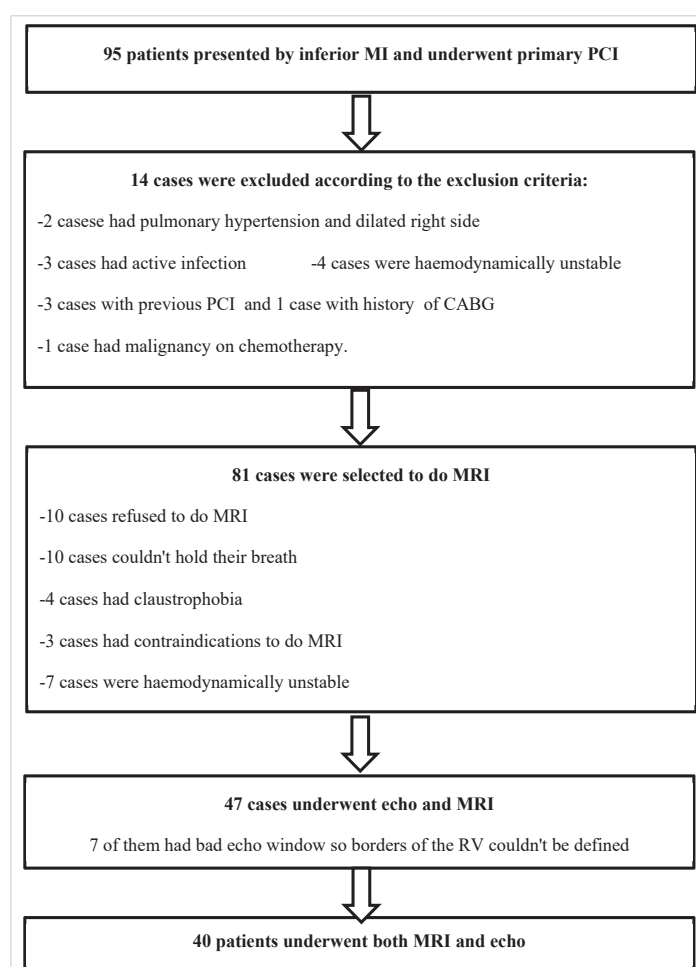 95 patients presented by inferior MI and underwent primary PCI
14 cases were excluded according to the exclusion criteria:
-2 casese had pulmonary hypertension and dilated right side
-3 cases had active infection -4 cases were haemodynamically unstable
-3 cases with previous PCI and 1 case with history of CABG
-1 case had malignancy on chemotherapy.
81 cases were selected to do MRI
-10 cases refused to do MRI
-10 cases couldn't hold their breath
-4 cases had claustrophobia
-3 cases had contraindications to do MRI
-7 cases were haemodynamically unstable
47 cases underwent echo and MRI
7 of them had bad echo window so borders of the RV couldn't be defined
40 patients underwent both MRI and echo